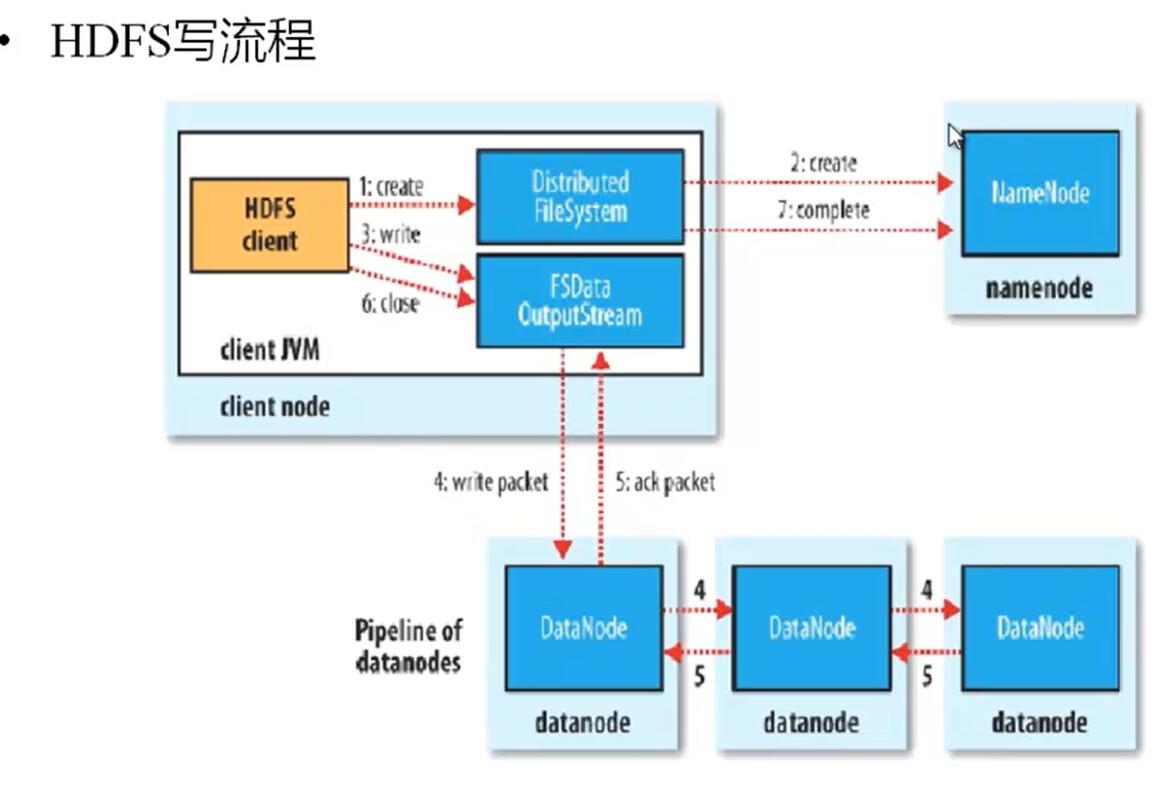 • HDFS写流程
HDFS
client
1: create
3: write
6: close
Distributed
FileSystem
FSData
OutputStream
client JVM
client node
2: create
7: complete
NameNode
namenode
4: write packet
5: ack packet
Pipeline of
datanodes
DataNode
datanode
4
5
DataNode
datanode
4
5
DataNode
datanode